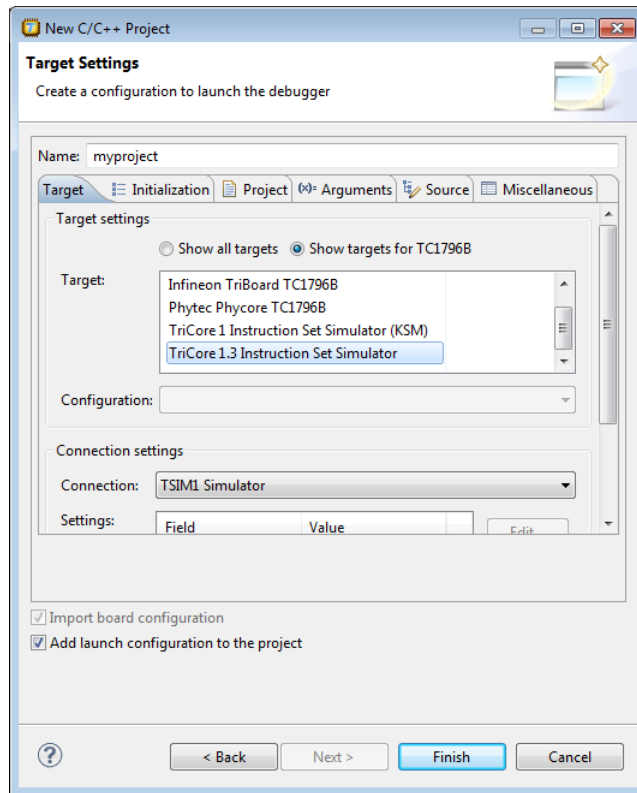 New C/C++ Project
Target Settings
Create a configuration to launch the debugger
Name: myproject
Target Initialization Project (x)= Arguments Source Miscellaneous
Target settings
Show all targets Show targets for TC1796B
Target:
Infineon TriBoard TC1796B
Phytec Phycore TC1796B
TriCore 1 Instruction Set Simulator (KSM)
TriCore 1.3 Instruction Set Simulator
Configuration:
Connection settings
Connection: TSIM1 Simulator
Settings: Field Value Edit...
Import board configuration
Add launch configuration to the project
? < Back Next > Finish Cancel